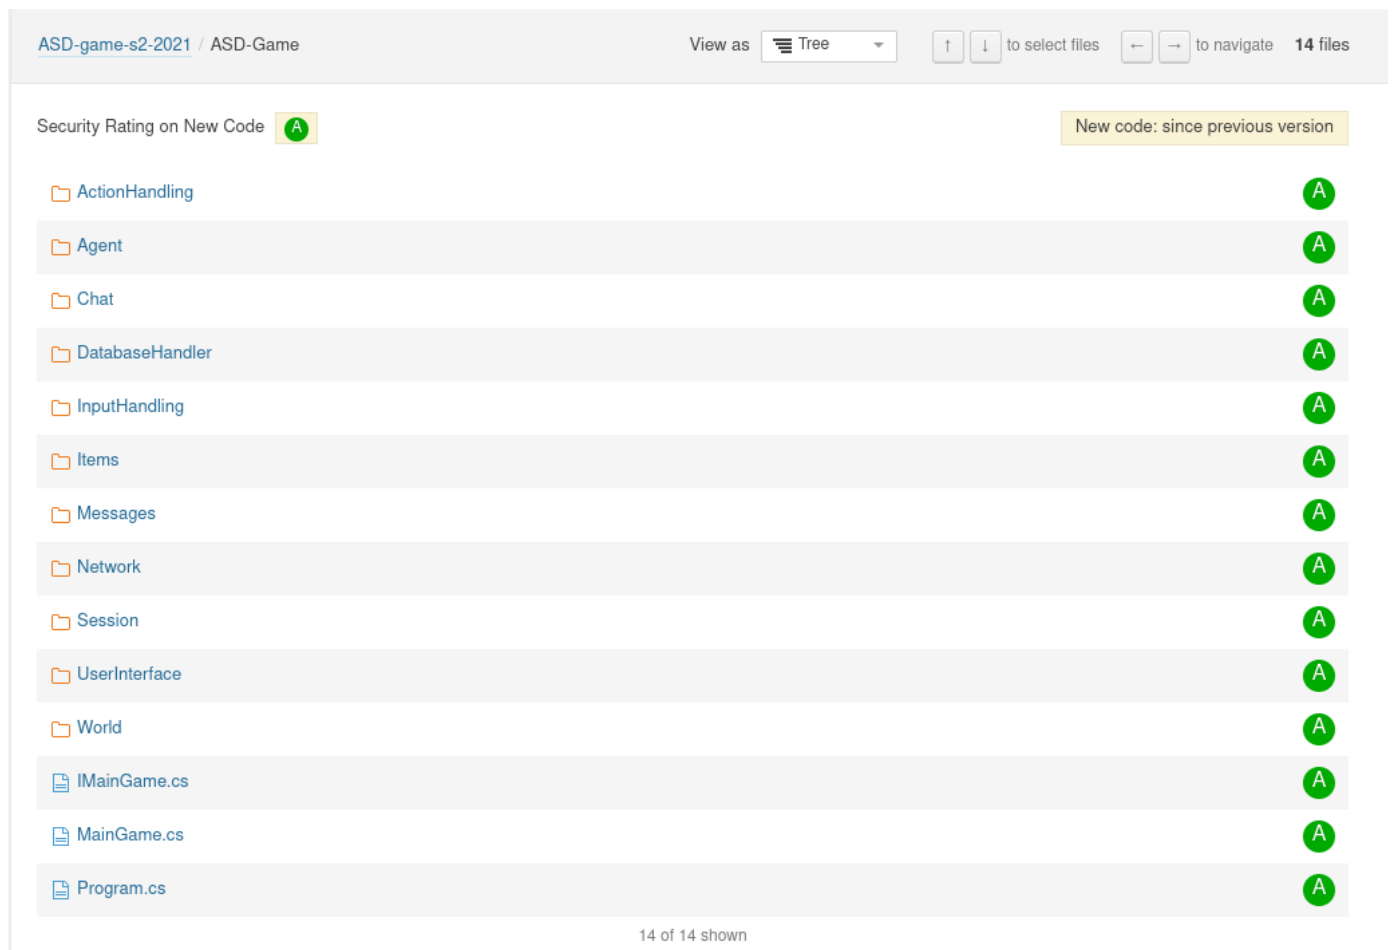 ASD-game-s2-2021 / ASD-Game View as Tree ↑ ↓ to select files ← → to navigate 14 files
Security Rating on New Code A New code: since previous version
ActionHandling A
Agent A
Chat A
DatabaseHandler A
InputHandling A
Items A
Messages A
Network A
Session A
UserInterface A
World A
IMainGame.cs A
MainGame.cs A
Program.cs A
14 of 14 shown